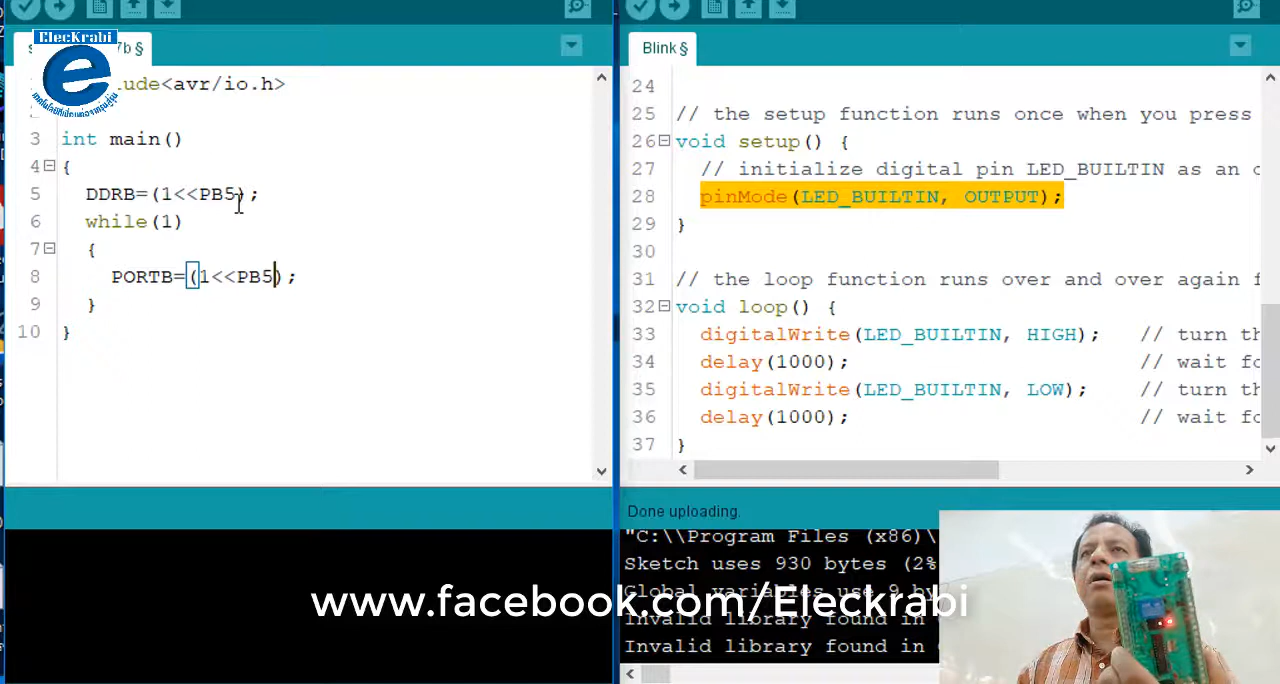 EлecKrabi
7b §
lude<avr/io.h>
3 int main()
4 {
5 DDRB=(1<<PB5);
6 while(1)
7 {
8 PORTB=(1<<PB5);
9 }
10 }
Blink §
24
25 // the setup function runs once when you press
26 void setup() {
27 // initialize digital pin LED_BUILTIN as an o
28 pinMode(LED_BUILTIN, OUTPUT);
29 }
30
31 // the loop function runs over and over again f
32 void loop() {
33 digitalWrite(LED_BUILTIN, HIGH); // turn th
34 delay(1000); // wait fo
35 digitalWrite(LED_BUILTIN, LOW); // turn th
36 delay(1000); // wait fo
37 }
Done uploading.
"C:\\Program Files (x86)\
Sketch uses 930 bytes (2%
Global variables use 9 by
Invalid library found in
Invalid library found in
www.facebook.com/Eleckrabi